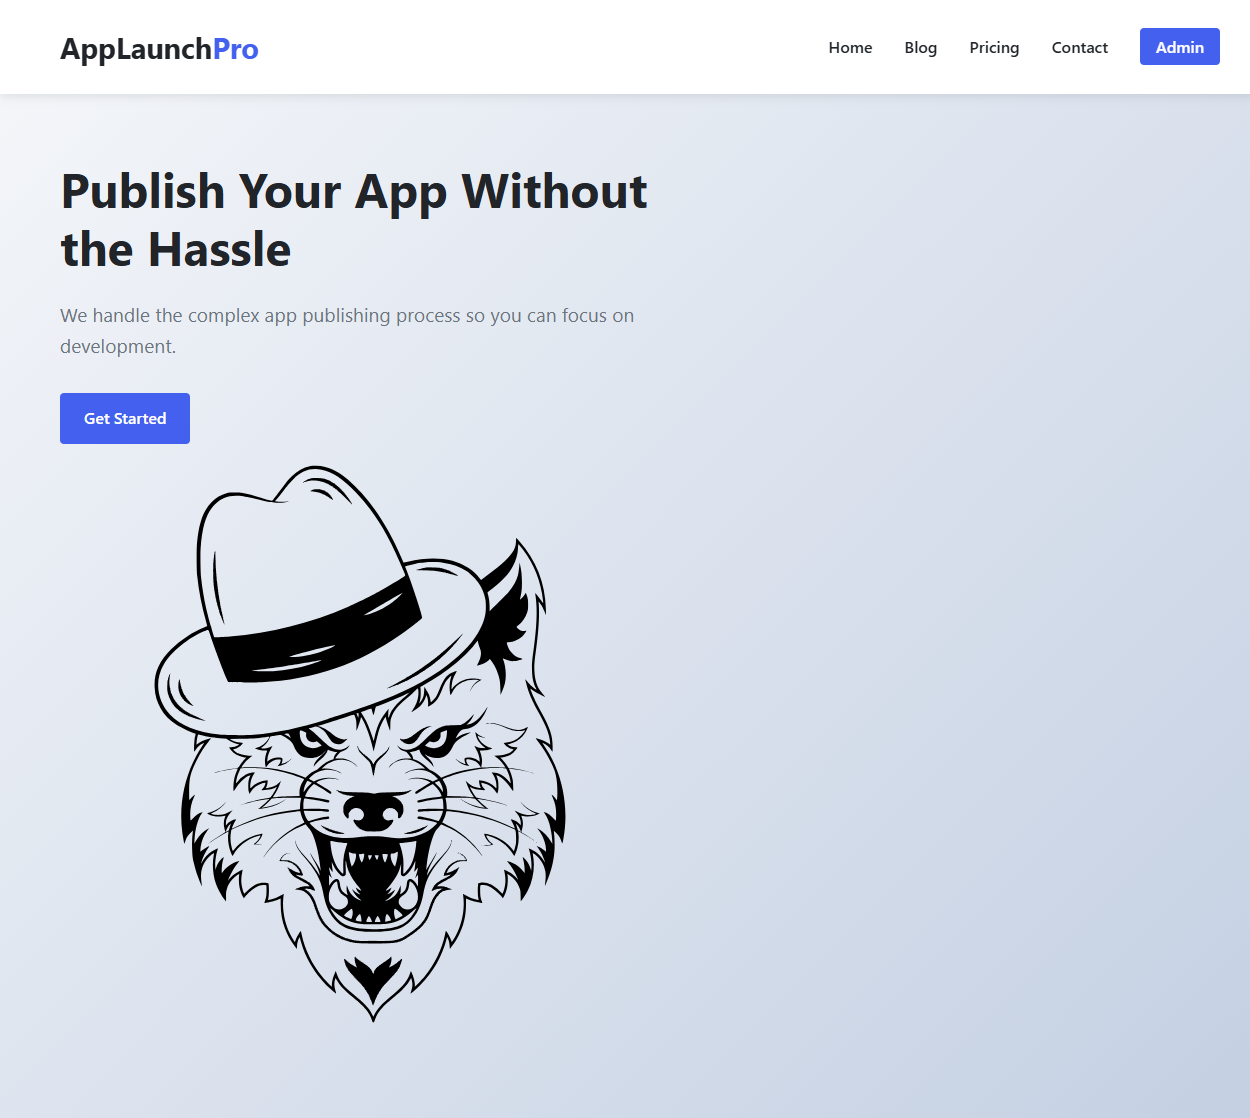 AppLaunchPro
Home
Blog
Pricing
Contact
Admin
Publish Your App Without
the Hassle
We handle the complex app publishing process so you can focus on
development.
Get Started